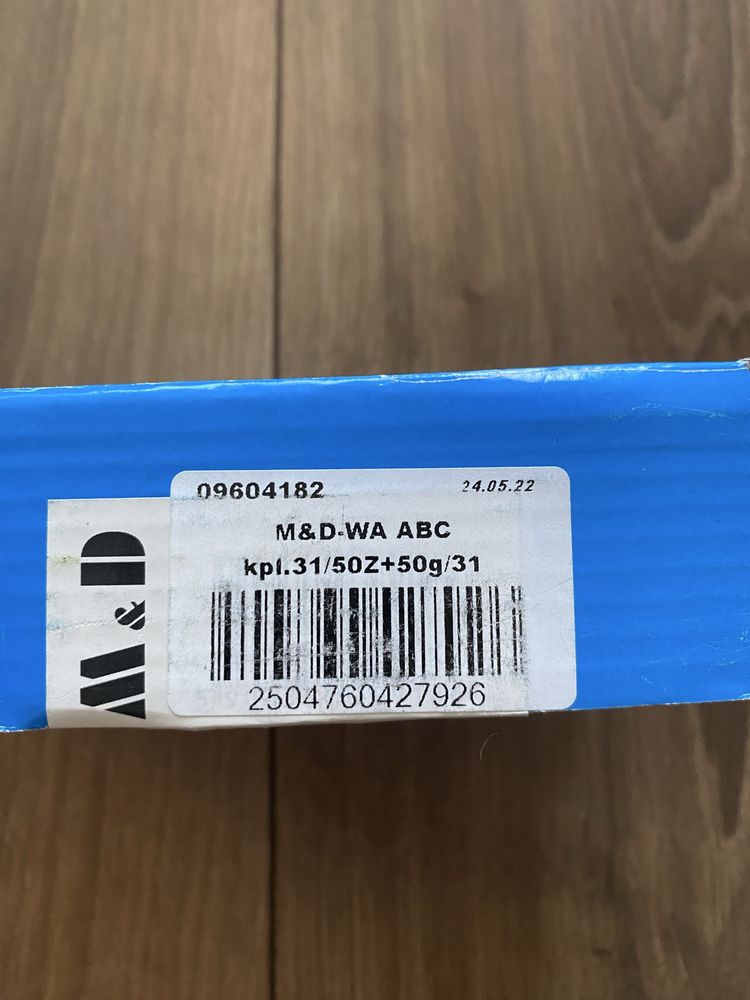 09604182
24.05.22
M&D-WA ABC
kpl.31/50Z+50g/31
2504760427926
M & D